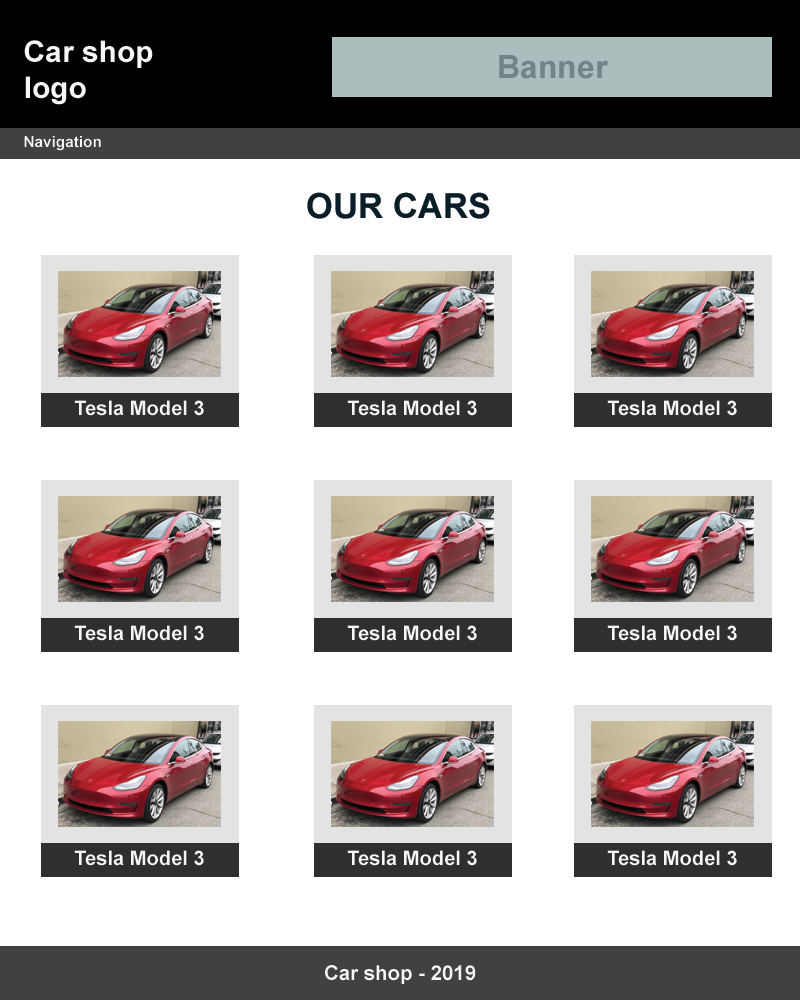 Car shop
logo
Banner
Navigation
OUR CARS
Tesla Model 3
Tesla Model 3
Tesla Model 3
Tesla Model 3
Tesla Model 3
Tesla Model 3
Tesla Model 3
Tesla Model 3
Tesla Model 3
Car shop - 2019